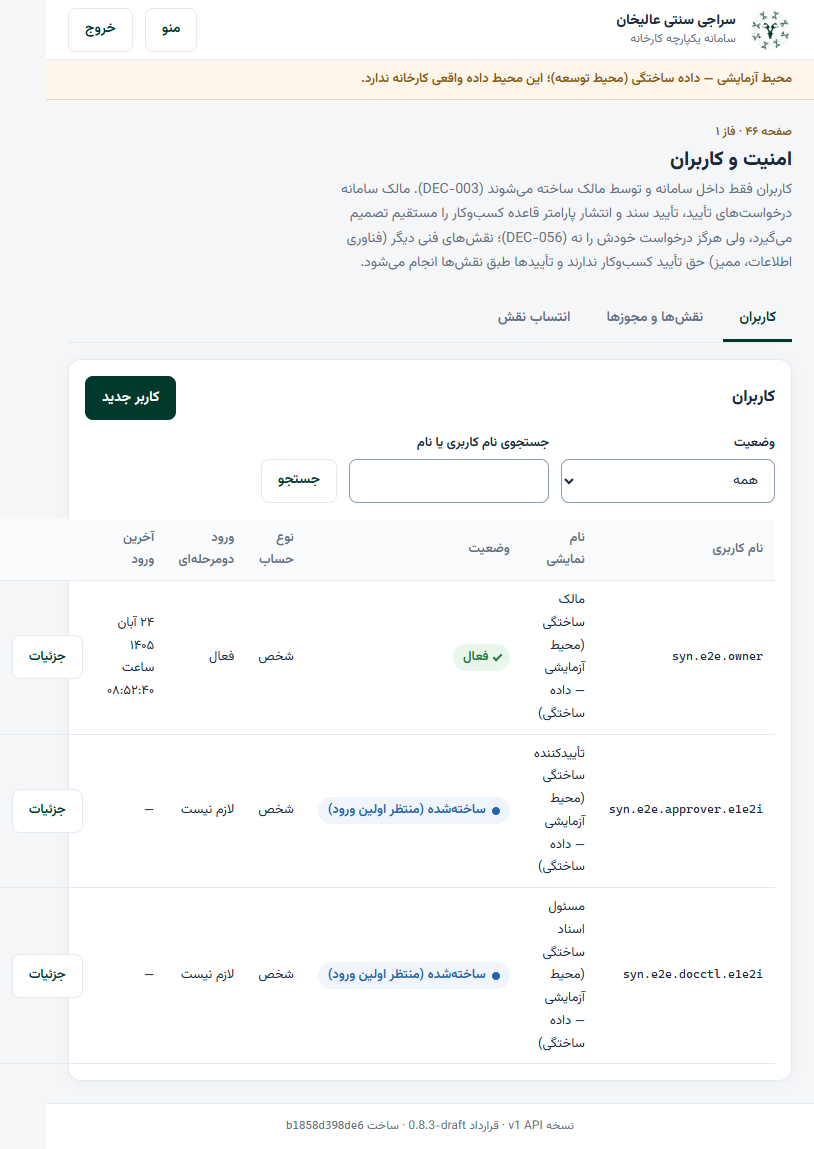 سراجی سنتی عالیخان
سامانه یکپارچه کارخانه
منو
خروج
محیط آزمایشی — داده ساختگی (محیط توسعه)؛ این محیط داده واقعی کارخانه ندارد.
صفحه ۴۶ · فاز ۱
امنیت و کاربران
کاربران فقط داخل سامانه و توسط مالک ساخته می‌شوند (DEC-003). مالک سامانه
درخواست‌های تأیید، تأیید سند و انتشار پارامتر قاعده کسب‌وکار را مستقیم تصمیم
می‌گیرد، ولی هرگز درخواست خودش را نه (DEC-056)؛ نقش‌های فنی دیگر (فناوری
اطلاعات، ممیز) حق تأیید کسب‌وکار ندارند و تأییدها طبق نقش‌ها انجام می‌شود.
کاربران
نقش‌ها و مجوزها
انتساب نقش
کاربران
کاربر جدید
وضعیت
جستجوی نام کاربری یا نام
همه
جستجو
نام کاربری
نام
نمایشی
وضعیت
نوع
حساب
ورود
دومرحله‌ای
آخرین
ورود
syn.e2e.owner
مالک
ساختگی
(محیط
آزمایشی
— داده
ساختگی)
فعال
شخص
فعال
۲۴ آبان
۱۴۰۵
ساعت
۰۸:۵۲:۴۰
جزئیات
syn.e2e.approver.e1e2i
تأییدکننده
ساختگی
(محیط
آزمایشی
— داده
ساختگی)
ساخته‌شده (منتظر اولین ورود)
شخص
لازم نیست
—
جزئیات
syn.e2e.docctl.e1e2i
مسئول
اسناد
ساختگی
(محیط
آزمایشی
— داده
ساختگی)
ساخته‌شده (منتظر اولین ورود)
شخص
لازم نیست
—
جزئیات
نسخه API v1 · قرارداد 0.8.3-draft · ساخت b1858d398de6